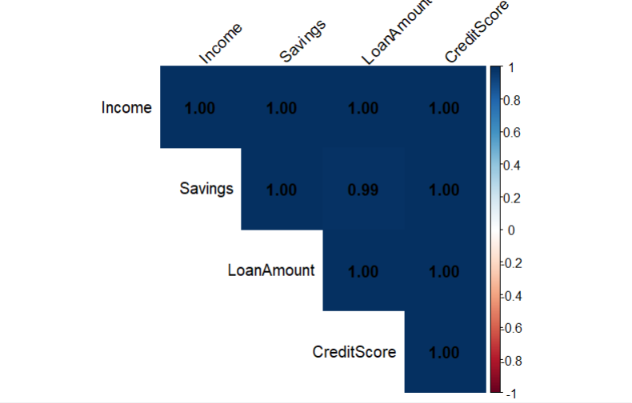 Income
Savings
LoanAmount
CreditScore
Income 1.00 1.00 1.00 1.00
Savings 1.00 0.99 1.00
LoanAmount 1.00 1.00
CreditScore 1.00
1
0.8
0.6
0.4
0.2
0
-0.2
-0.4
-0.6
-0.8
-1